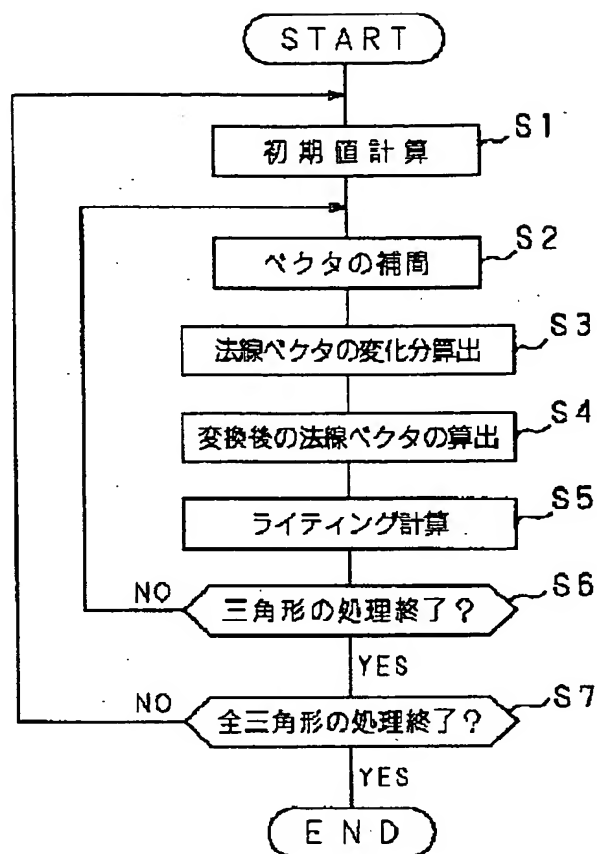 START
S1
初期値計算
S2
ベクタの補間
S3
法線ベクタの変化分算出
S4
変換後の法線ベクタの算出
S5
ライティング計算
S6
NO
三角形の処理終了?
YES
S7
NO
全三角形の処理終了?
YES
END